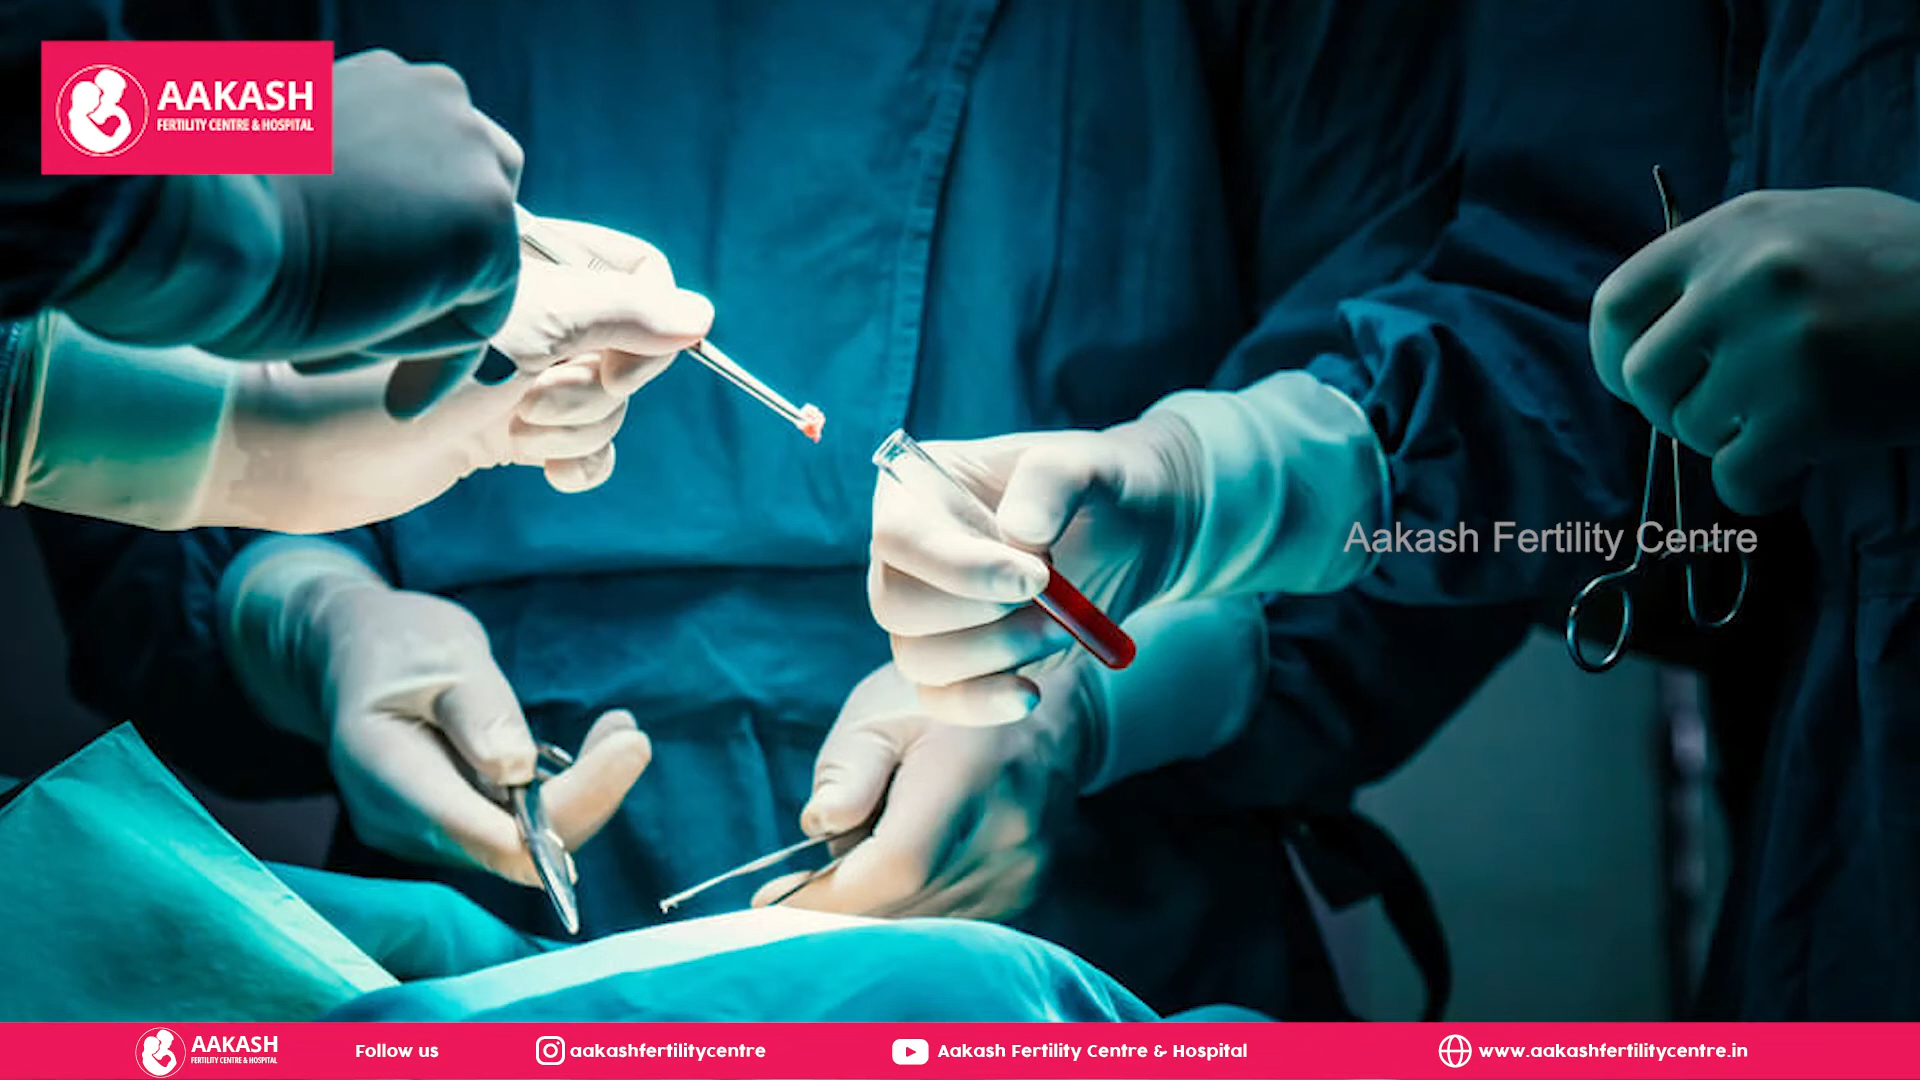 AAKASH
FERTILITY CENTRE & HOSPITAL
Aakash Fertility Centre
AAKASH
FERTILITY CENTRE & HOSPITAL
Follow us
aakashfertilitycentre
Aakash Fertility Centre & Hospital
www.aakashfertilitycentre.in